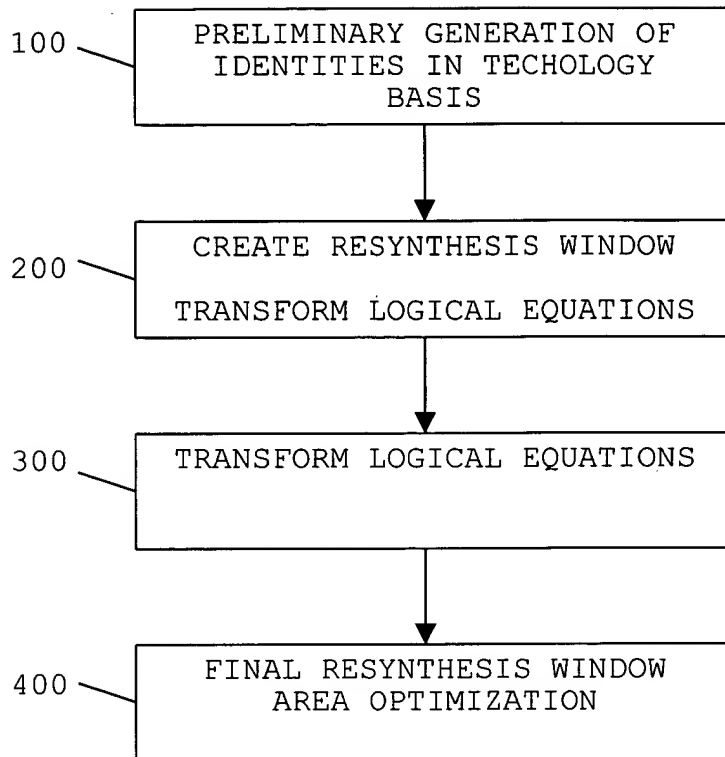 100
PRELIMINARY GENERATION OF
IDENTITIES IN TECHOLOGY
BASIS
200
CREATE RESYNTHESIS WINDOW
TRANSFORM LOGICAL EQUATIONS
300
TRANSFORM LOGICAL EQUATIONS
400
FINAL RESYNTHESIS WINDOW
AREA OPTIMIZATION